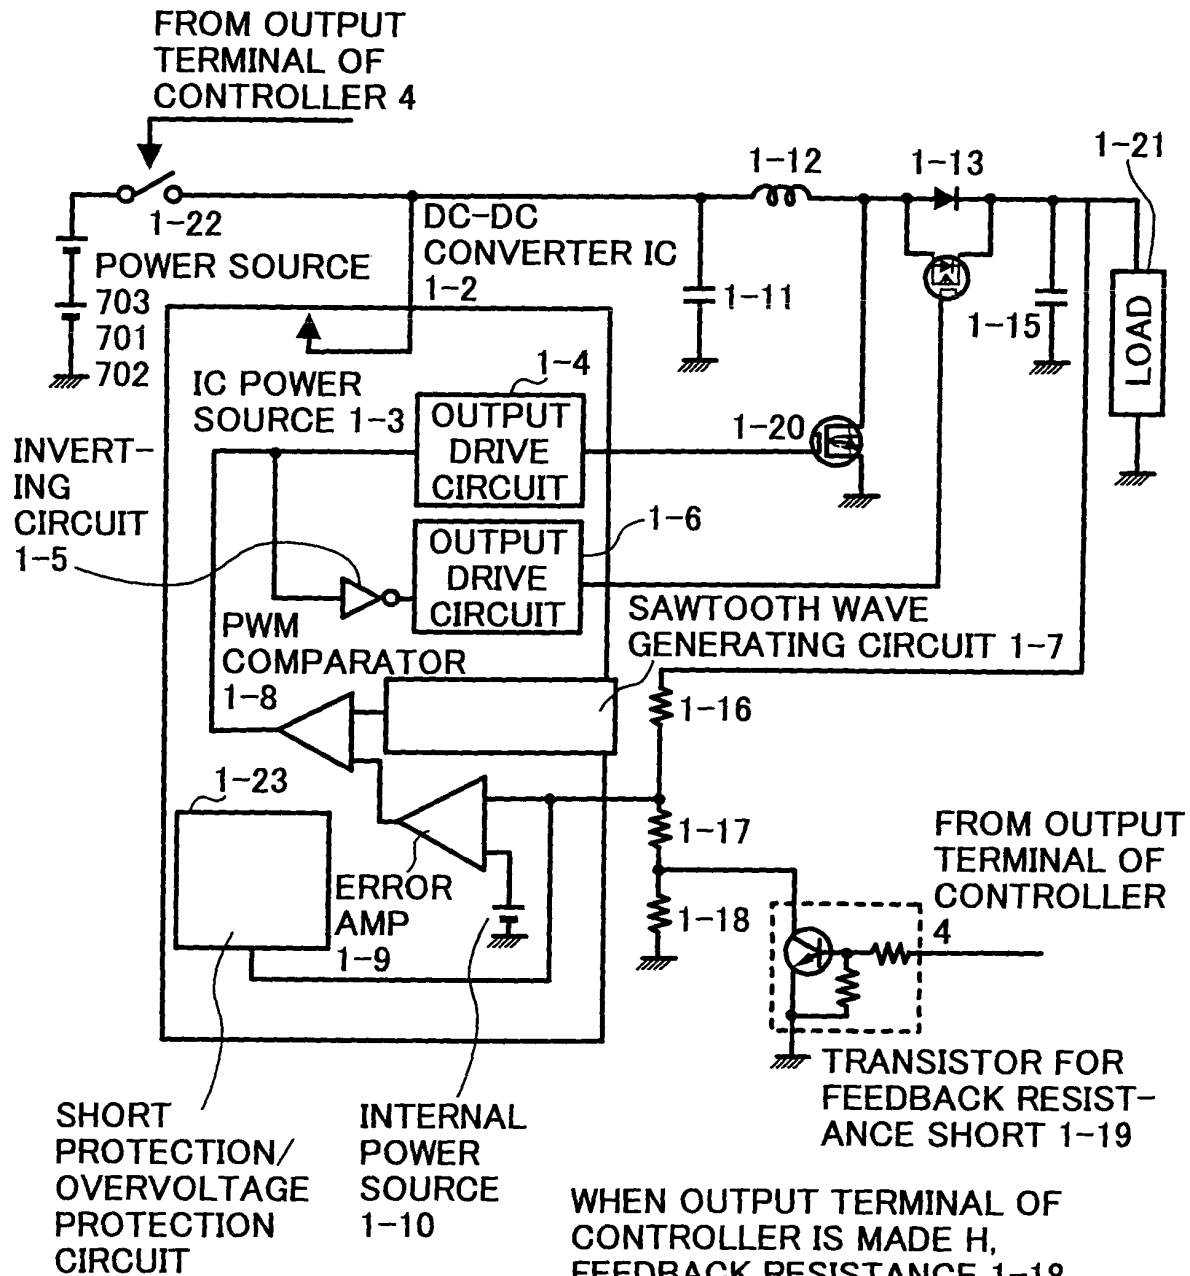 FROM OUTPUT
TERMINAL OF
CONTROLLER 4
1-22
POWER SOURCE
703
701
702
DC-DC
CONVERTER IC
1-2
1-11
1-12
1-13
1-15
1-21
LOAD
IC POWER
SOURCE 1-3
1-4
OUTPUT
DRIVE
CIRCUIT
1-20
INVERT-
ING
CIRCUIT
1-5
1-6
OUTPUT
DRIVE
CIRCUIT
SAWTOOTH WAVE
GENERATING CIRCUIT 1-7
PWM
COMPARATOR
1-8
1-16
1-23
1-17
ERROR
AMP
1-9
1-18
FROM OUTPUT
TERMINAL OF
CONTROLLER
4
TRANSISTOR FOR
FEEDBACK RESIST-
ANCE SHORT 1-19
SHORT
PROTECTION/
OVERVOLTAGE
PROTECTION
CIRCUIT
INTERNAL
POWER
SOURCE
1-10
WHEN OUTPUT TERMINAL OF
CONTROLLER IS MADE H,
FEEDBACK RESISTANCE 1-18